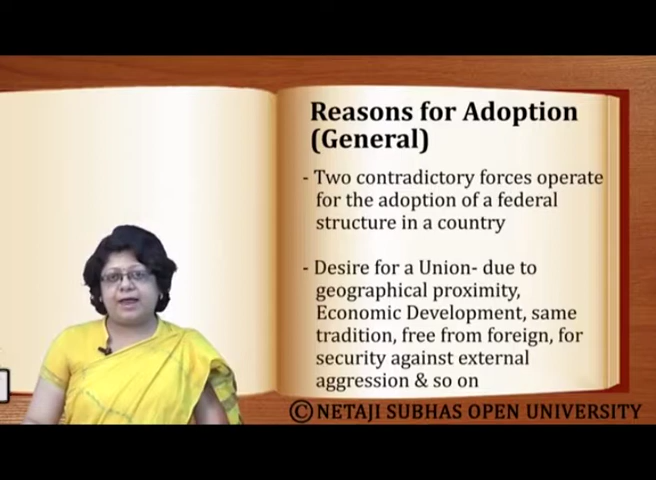 Reasons for Adoption
(General)
- Two contradictory forces operate
for the adoption of a federal
structure in a country
- Desire for a Union- due to
geographical proximity,
Economic Development, same
tradition, free from foreign, for
security against external
aggression & so on
© NETAJI SUBHAS OPEN UNIVERSITY